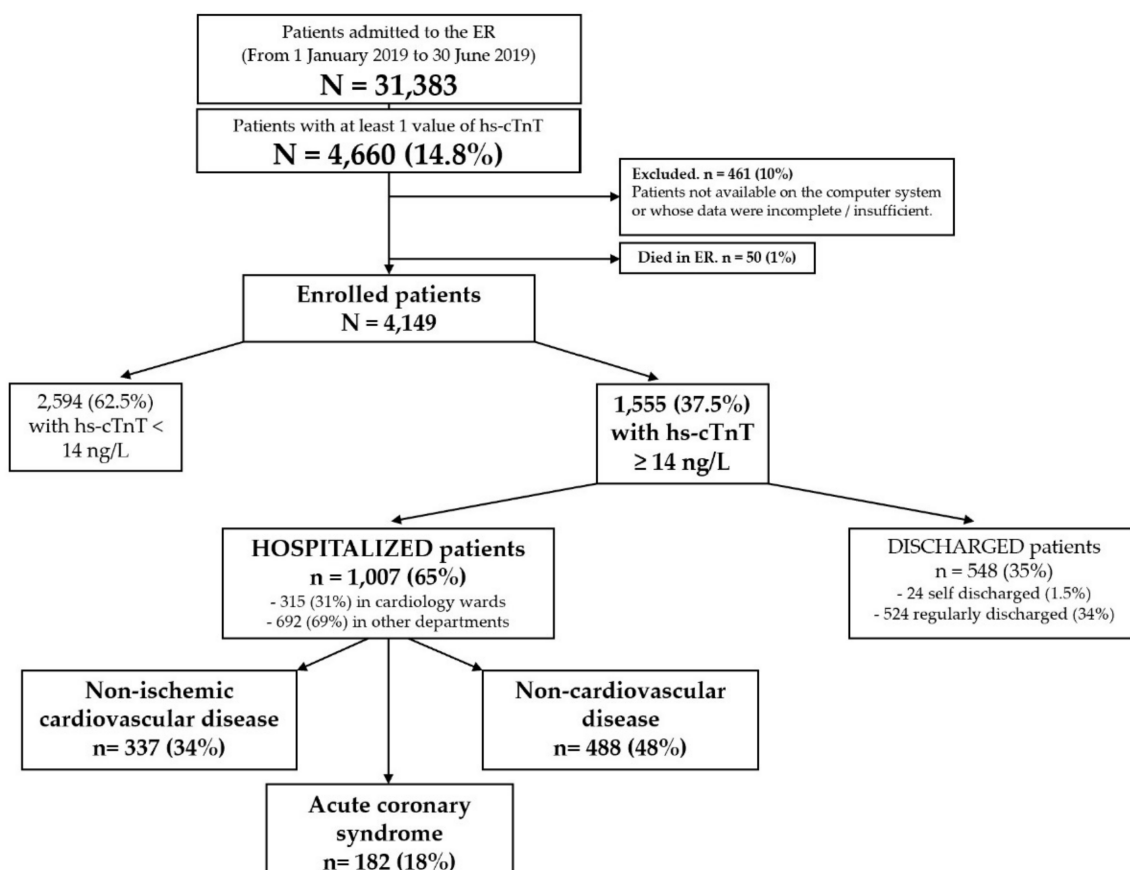 Patients admitted to the ER
(From 1 January 2019 to 30 June 2019)
N = 31,383
Patients with at least 1 value of hs-cTnT
N = 4,660 (14.8%)
Excluded. n = 461 (10%)
Patients not available on the computer system
or whose data were incomplete / insufficient.
Died in ER. n = 50 (1%)
Enrolled patients
N = 4,149
2,594 (62.5%)
with hs-cTnT <
14 ng/L
1,555 (37.5%)
with hs-cTnT
≥ 14 ng/L
HOSPITALIZED patients
n = 1,007 (65%)
- 315 (31%) in cardiology wards
- 692 (69%) in other departments
DISCHARGED patients
n = 548 (35%)
- 24 self discharged (1.5%)
- 524 regularly discharged (34%)
Non-ischemic
cardiovascular disease
n= 337 (34%)
Non-cardiovascular
disease
n= 488 (48%)
Acute coronary
syndrome
n= 182 (18%)